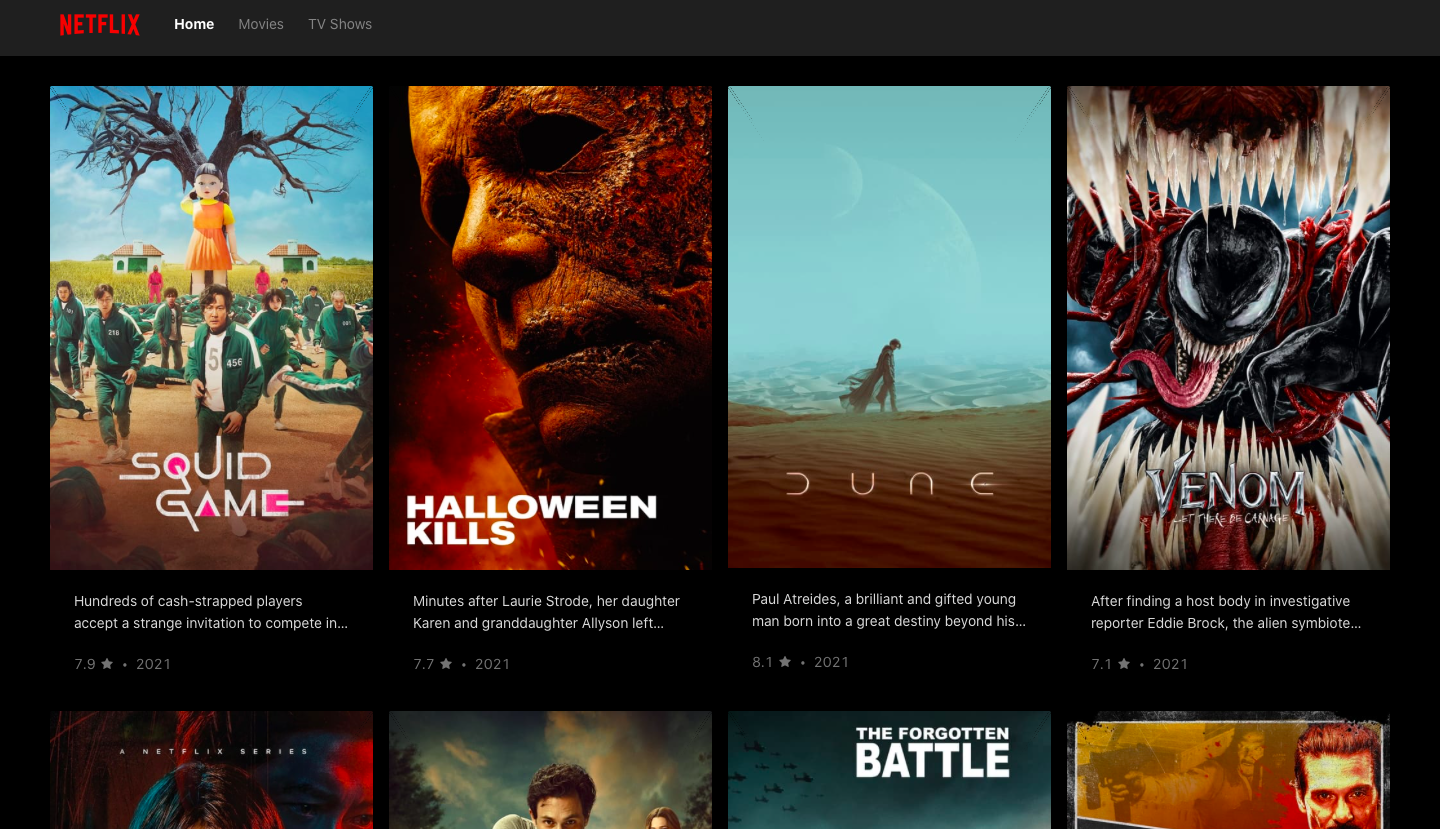 NETFLIX
Home
Movies
TV Shows
218
456
5
001
SQUID
GAME
HALLOWEEN
KILLS
DUNE
VENOM
LET THERE BE CARNAGE
Hundreds of cash-strapped players
accept a strange invitation to compete in...
7.9 ★ • 2021
Minutes after Laurie Strode, her daughter
Karen and granddaughter Allyson left...
7.7 ★ • 2021
Paul Atreides, a brilliant and gifted young
man born into a great destiny beyond his...
8.1 ★ • 2021
After finding a host body in investigative
reporter Eddie Brock, the alien symbiote...
7.1 ★ • 2021
A NETFLIX SERIES
THE FORGOTTEN
BATTLE